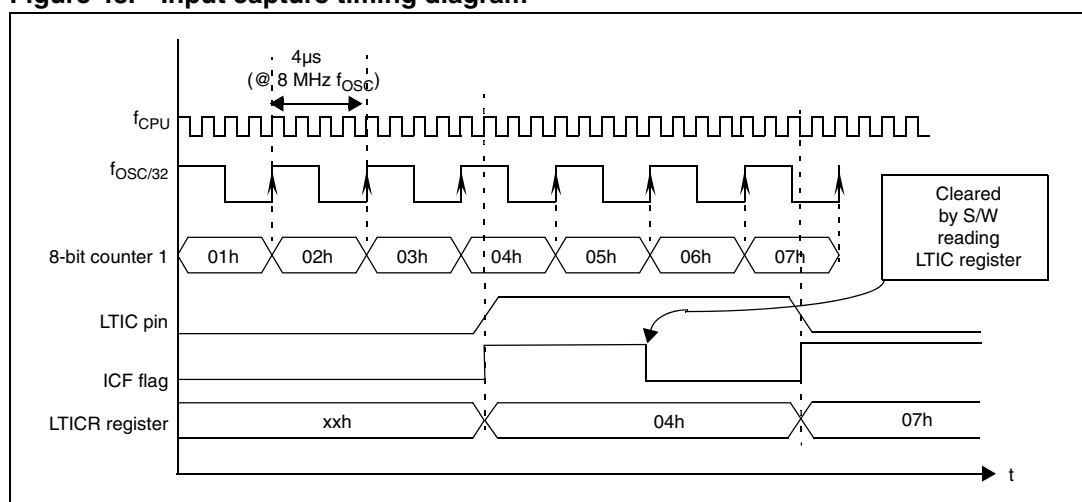 Figure 48. Input capture timing diagram
4µs
(@ 8 MHz fOSC)
fCPU
fOSC/32
Cleared
by S/W
reading
LTIC register
8-bit counter 1
01h
02h
03h
04h
05h
06h
07h
LTIC pin
ICF flag
LTICR register
xxh
04h
07h
t